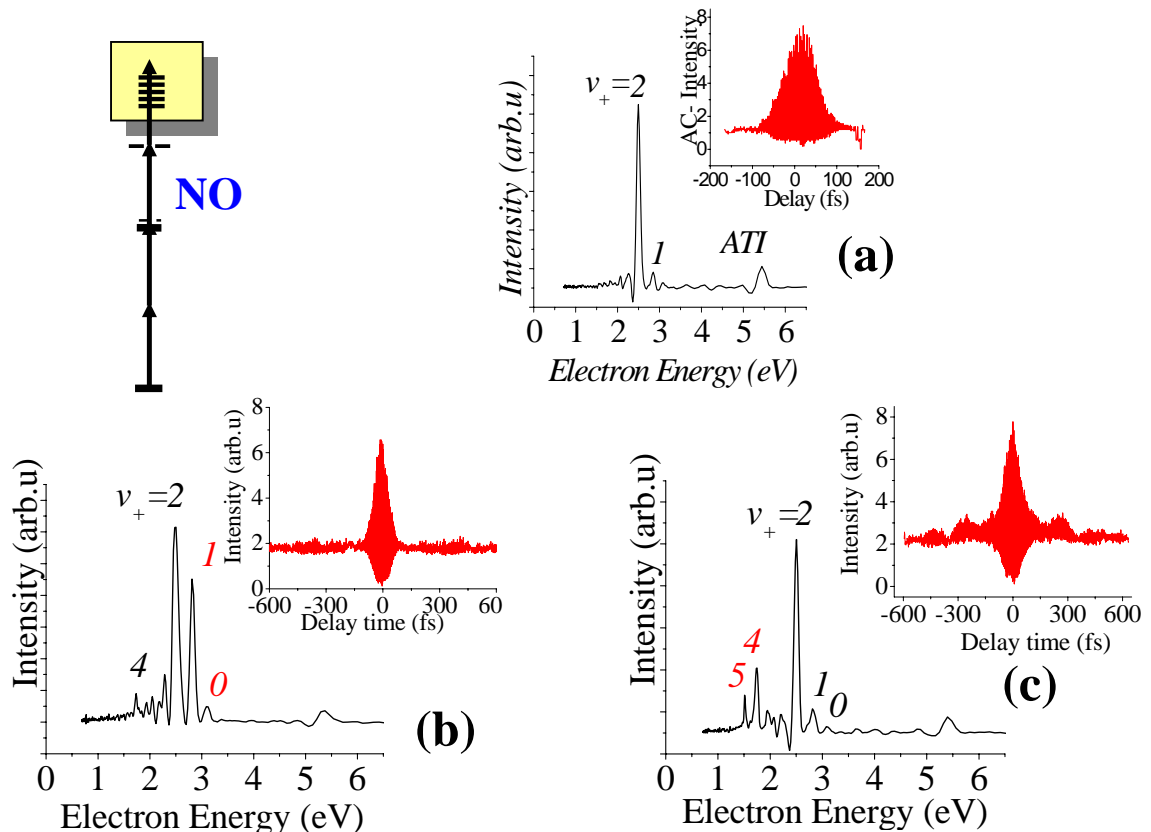 NO
v+=2
1
ATI
(a)
Intensity (arb.u)
0 1 2 3 4 5 6
Electron Energy (eV)
AC- Intensity
8
6
4
2
0
-200 -100 0 100 200
Delay (fs)
v+=2
1
4
0
(b)
Intensity (arb.u)
0 1 2 3 4 5 6
Electron Energy (eV)
Intensity (arb.u)
8
6
4
2
0
-600 -300 0 300 60
Delay time (fs)
v+=2
4
5
1
0
(c)
Intensity (arb.u)
0 1 2 3 4 5 6
Electron Energy (eV)
Intensity (arb.u)
8
6
4
2
0
-600 -300 0 300 600
Delay time (fs)